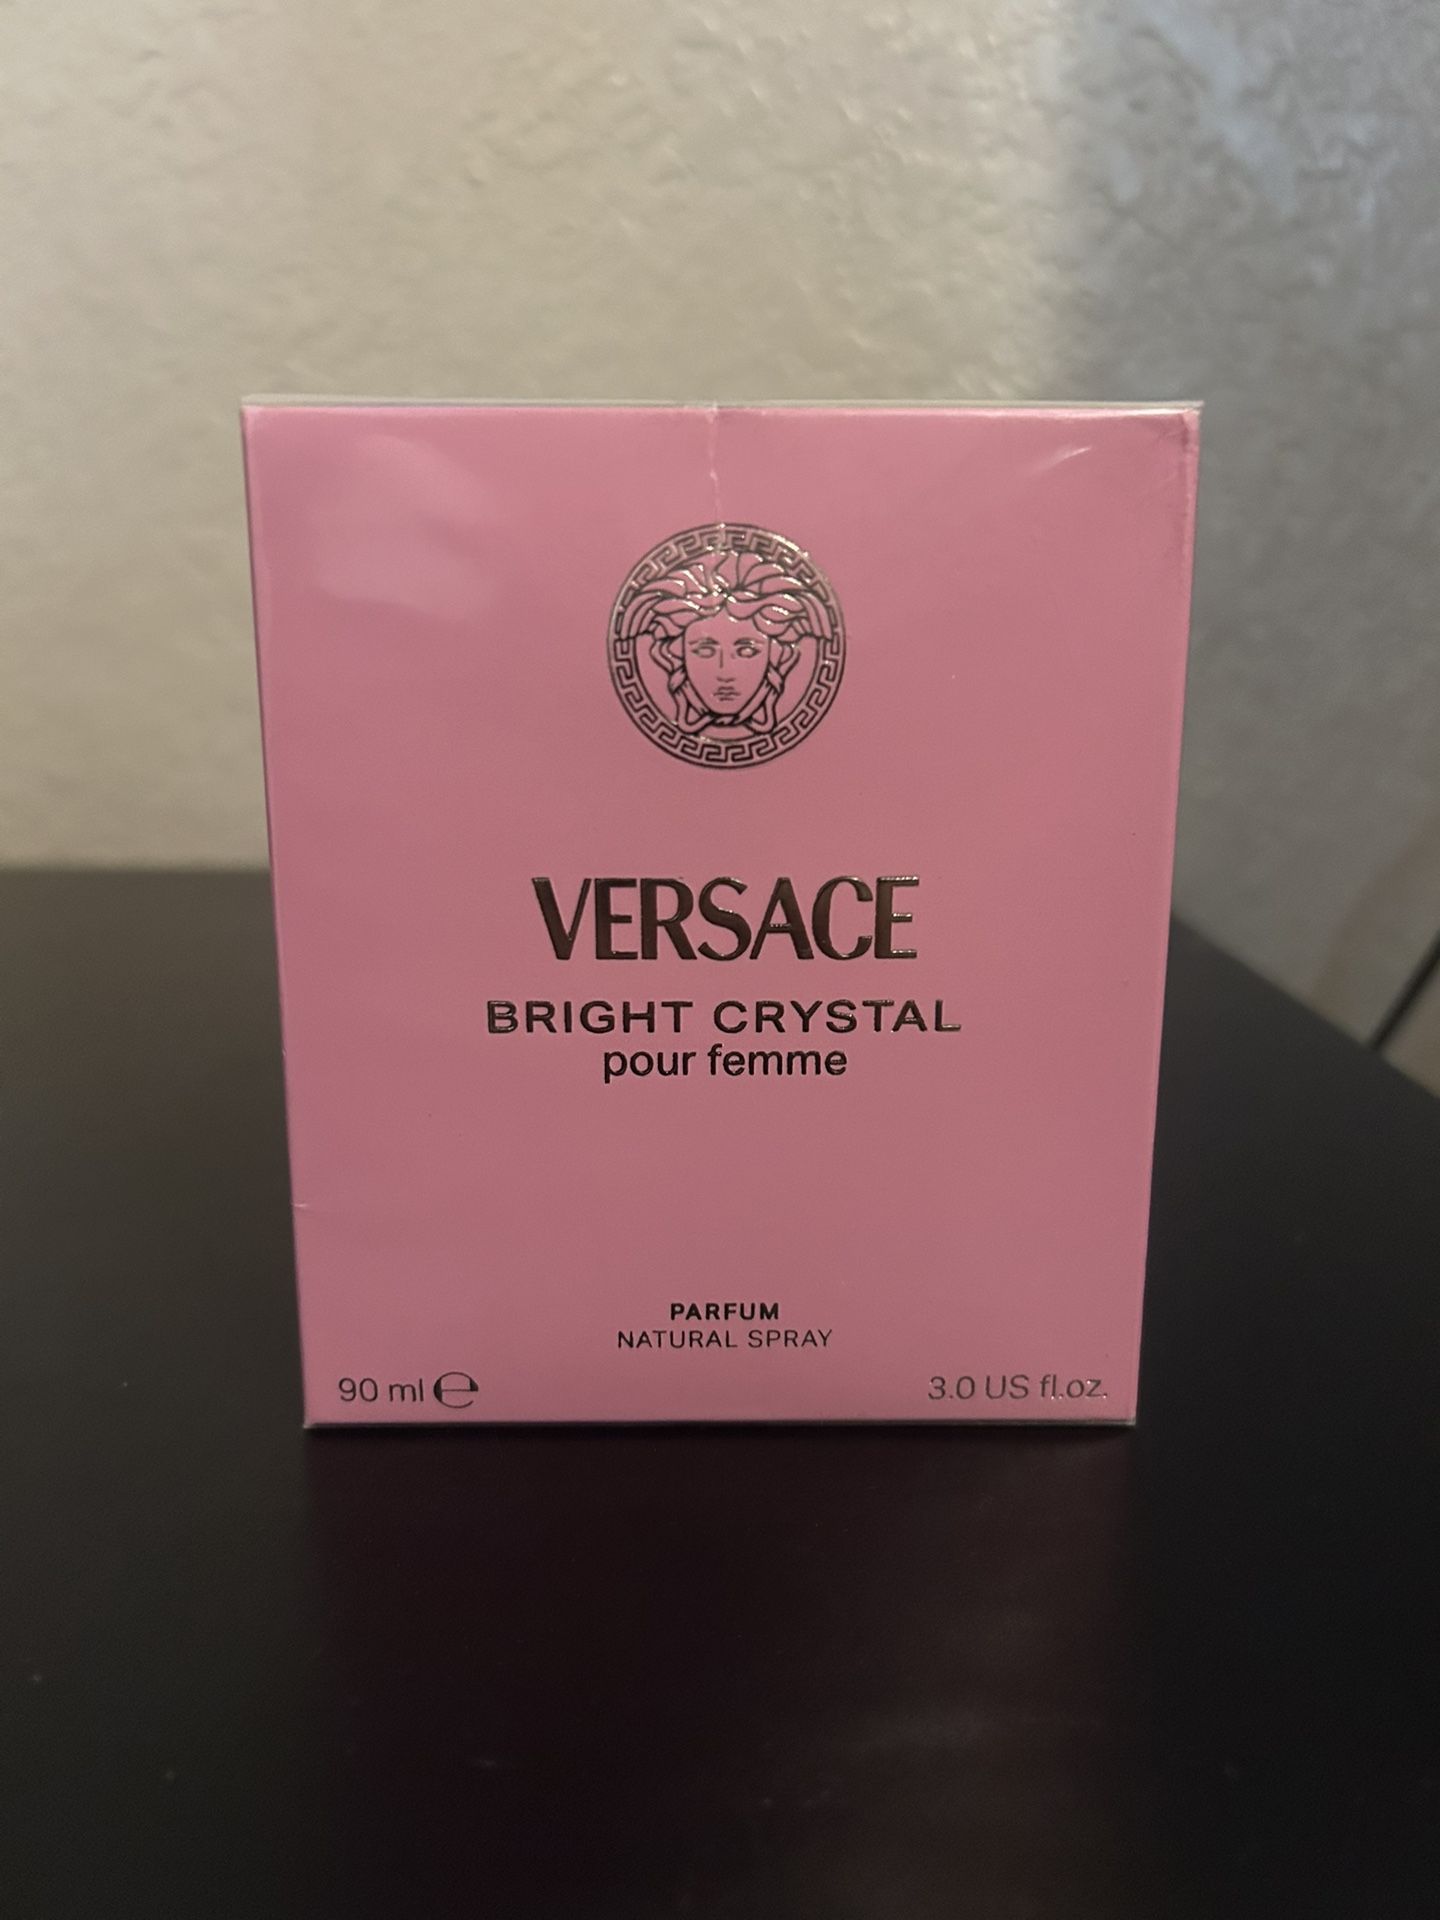 VERSACE
BRIGHT CRYSTAL
pour femme
PARFUM
NATURAL SPRAY
90 ml ℮
3.0 US fl.oz.